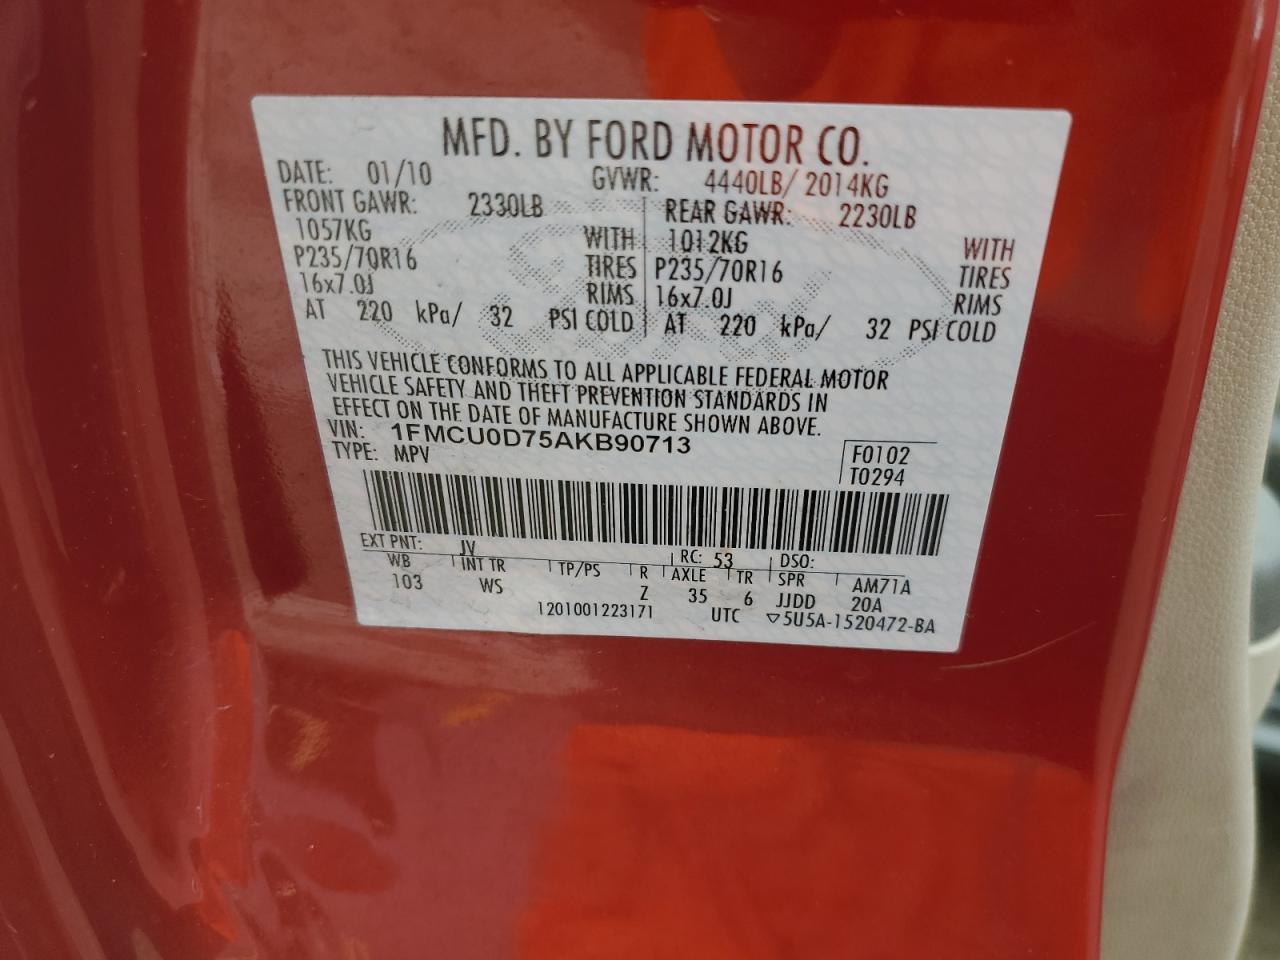 MFD. BY FORD MOTOR CO.
DATE: 01/10 GVWR: 4440LB/ 2014KG
FRONT GAWR: 2330LB REAR GAWR: 2230LB
1057KG WITH 1012KG WITH
P235/70R16 TIRES P235/70R16 TIRES
16x7.0J RIMS 16x7.0J RIMS
AT 220 kPa/ 32 PSI COLD AT 220 kPa/ 32 PSI COLD
THIS VEHICLE CONFORMS TO ALL APPLICABLE FEDERAL MOTOR
VEHICLE SAFETY AND THEFT PREVENTION STANDARDS IN
EFFECT ON THE DATE OF MANUFACTURE SHOWN ABOVE.
VIN: 1FMCU0D75AKB90713
TYPE: MPV
F0102
T0294
EXT PNT: JV RC: 53 DSO:
WB INT TR TP/PS R AXLE TR SPR AM71A
103 WS Z 35 6 JJDD 20A
1201001223171 UTC ▽5U5A-1520472-BA